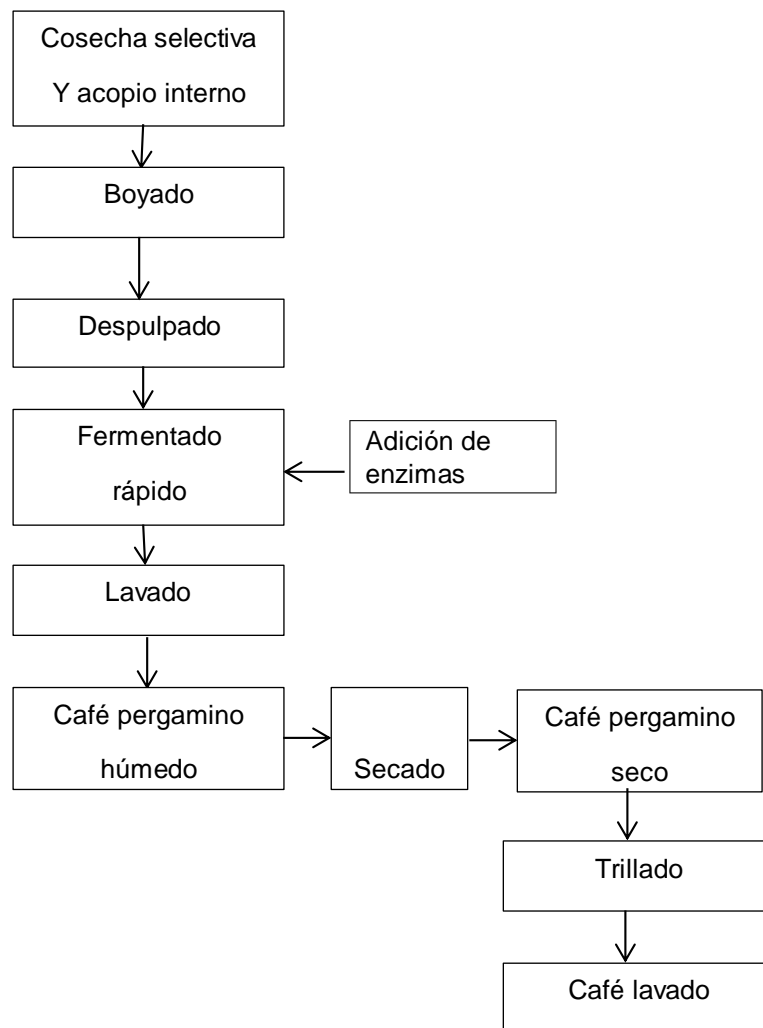 Cosecha selectiva
Y acopio interno
Boyado
Despulpado
Fermentado
rápido
Adición de
enzimas
Lavado
Café pergamino
húmedo
Secado
Café pergamino
seco
Trillado
Café lavado